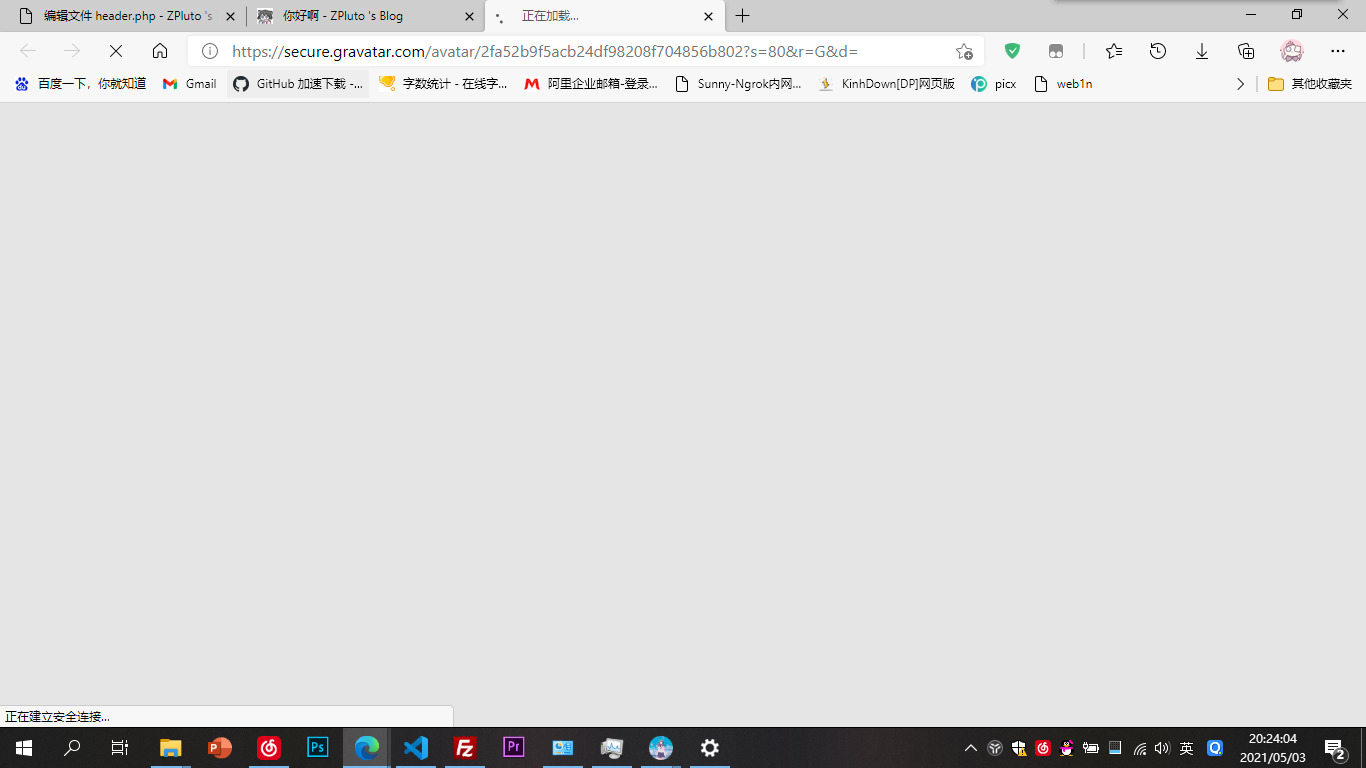 编辑文件 header.php - ZPluto 's
你好啊 - ZPluto 's Blog
正在加载...
https://secure.gravatar.com/avatar/2fa52b9f5acb24df98208f704856b802?s=80&r=G&d=
百度一下，你就知道
Gmail
GitHub 加速下载 -...
字数统计 - 在线字...
阿里企业邮箱-登录...
Sunny-Ngrok内网...
KinhDown[DP]网页版
picx
web1n
其他收藏夹
正在建立安全连接...
英
20:24:04
2021/05/03
2